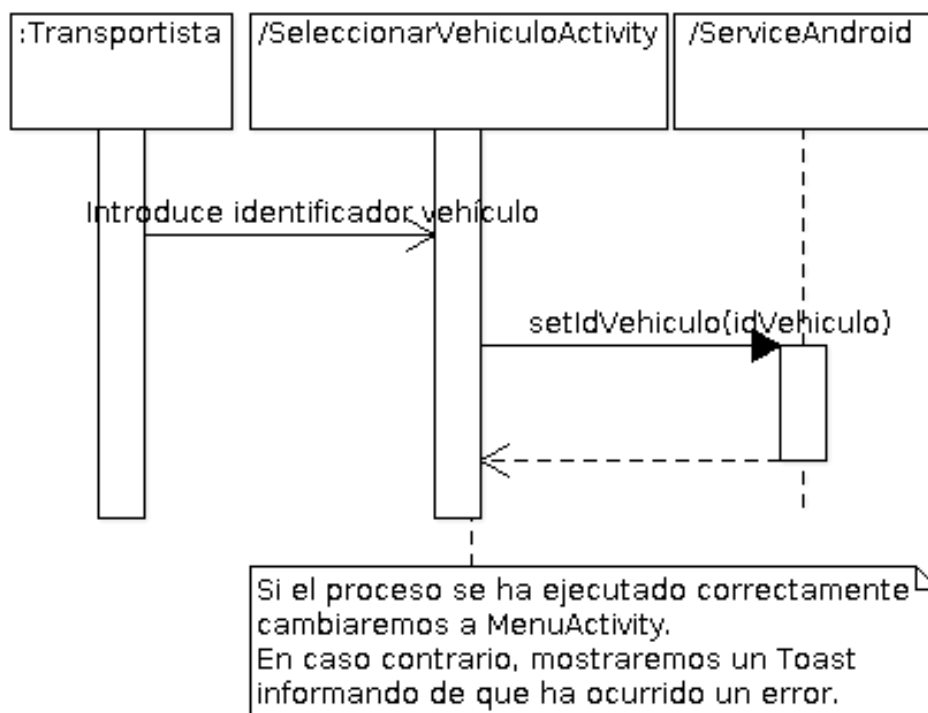 :Transportista
/SeleccionarVehiculoActivity
/ServiceAndroid
Introduce identificador vehículo
setIdVehiculo(idVehiculo)
Si el proceso se ha ejecutado correctamente
cambiaremos a MenuActivity.
En caso contrario, mostraremos un Toast
informando de que ha ocurrido un error.